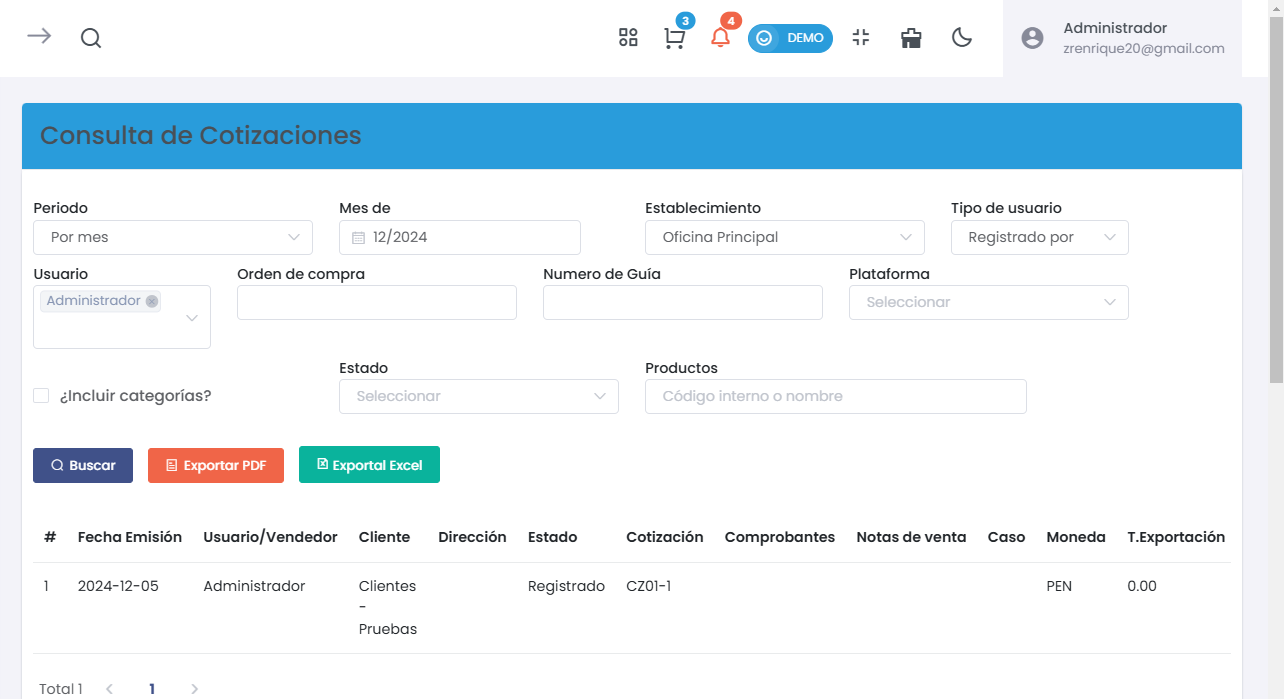 3
4
DEMO
Administrador
zrenrique20@gmail.com
Consulta de Cotizaciones
Periodo
Mes de
Establecimiento
Tipo de usuario
Por mes
12/2024
Oficina Principal
Registrado por
Usuario
Orden de compra
Numero de Guía
Plataforma
Administrador
Seleccionar
Estado
Productos
¿Incluir categorías?
Seleccionar
Código interno o nombre
Buscar
Exportar PDF
Exportal Excel
# Fecha Emisión Usuario/Vendedor Cliente Dirección Estado Cotización Comprobantes Notas de venta Caso Moneda T.Exportación
1 2024-12-05 Administrador Clientes Registrado CZ01-1 PEN 0.00
-
Pruebas
Total 1 1